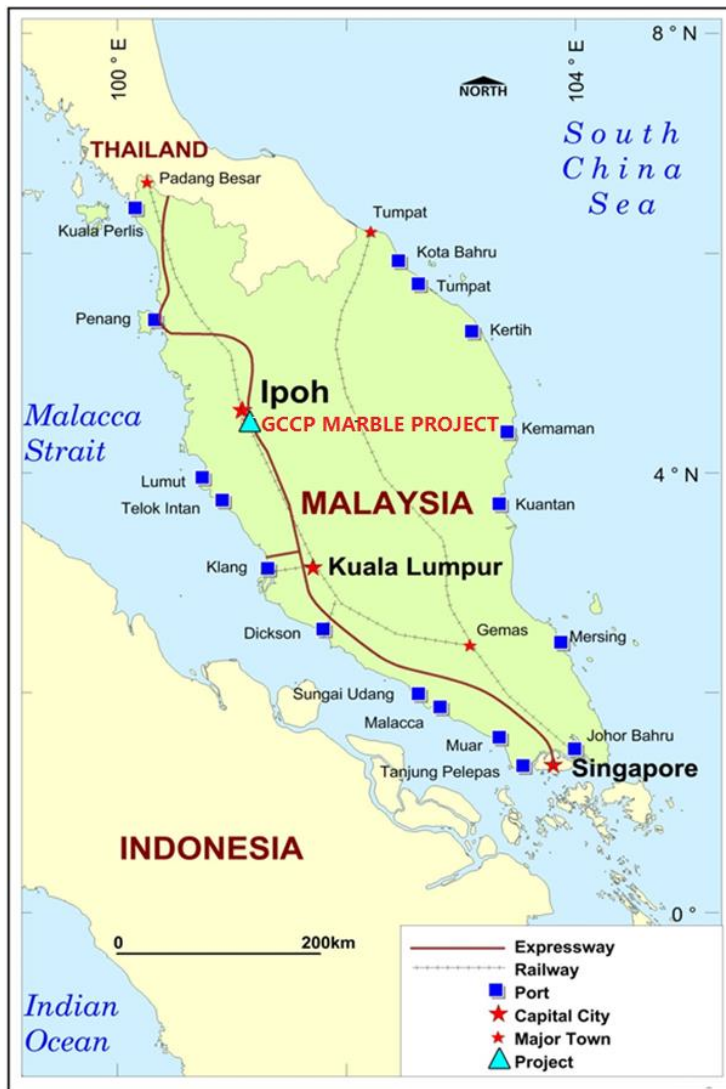 100 ° E
104 ° E
8 ° N
NORTH
South
China
Sea
THAILAND
Padang Besar
Kuala Perlis
Tumpat
Kota Bahru
Tumpat
Penang
Kertih
Ipoh
GCCP MARBLE PROJECT
Malacca
Strait
Kemaman
4 ° N
Lumut
Telok Intan
MALAYSIA
Kuantan
Klang
Kuala Lumpur
Dickson
Gemas
Mersing
Sungai Udang
Malacca
Muar
Johor Bahru
Tanjung Pelepas
Singapore
INDONESIA
0 °
0
200km
Expressway
Railway
Port
Capital City
Major Town
Project
Indian
Ocean